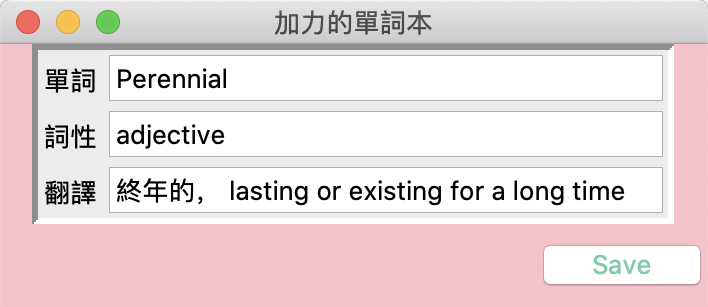 加力的單詞本
單詞 Perennial
詞性 adjective
翻譯 終年的， lasting or existing for a long time
Save